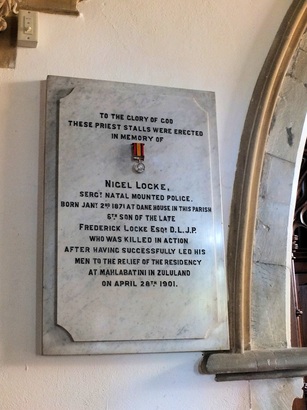 TO THE GLORY OF GOD
THESE PRIEST STALLS WERE ERECTED
IN MEMORY OF
NIGEL LOCKE,
SERGT NATAL MOUNTED POLICE.
BORN JANY 2ND 1871 AT DANE HOUSE IN THIS PARISH
6TH SON OF THE LATE
FREDERICK LOCKE ESQR D.L.J.P.
WHO WAS KILLED IN ACTION
AFTER HAVING SUCCESSFULLY LED HIS
MEN TO THE RELIEF OF THE RESIDENCY
AT MAHLABATINI IN ZULULAND
ON APRIL 28TH 1901.